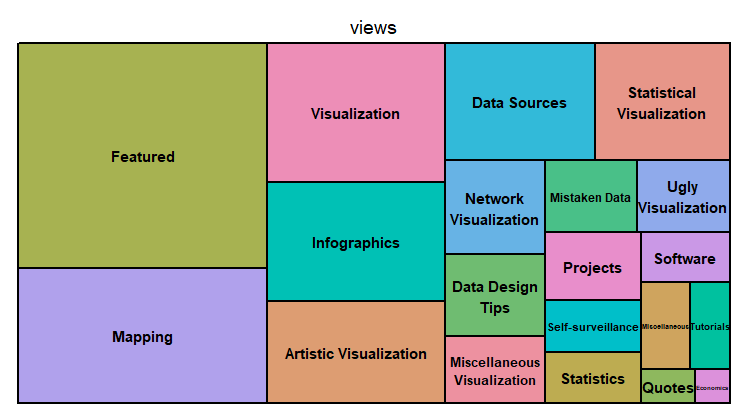 views
Featured
Mapping
Visualization
Infographics
Artistic Visualization
Data Sources
Statistical
Visualization
Network
Visualization
Data Design
Tips
Miscellaneous
Visualization
Mistaken Data
Ugly
Visualization
Projects
Self-surveillance
Statistics
Software
Miscellaneous
Tutorials
Quotes
Economics